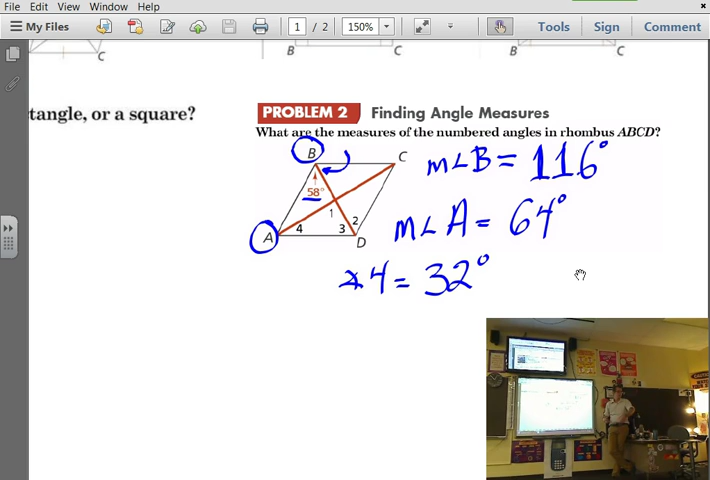 File Edit View Window Help
My Files 1 / 2 150% Tools Sign Comment
C B C B C
tangle, or a square?
PROBLEM 2 Finding Angle Measures
What are the measures of the numbered angles in rhombus ABCD?
B C
58°
1 2
A 4 3
D
m∠B = 116°
m∠A = 64°
∡4 = 32°